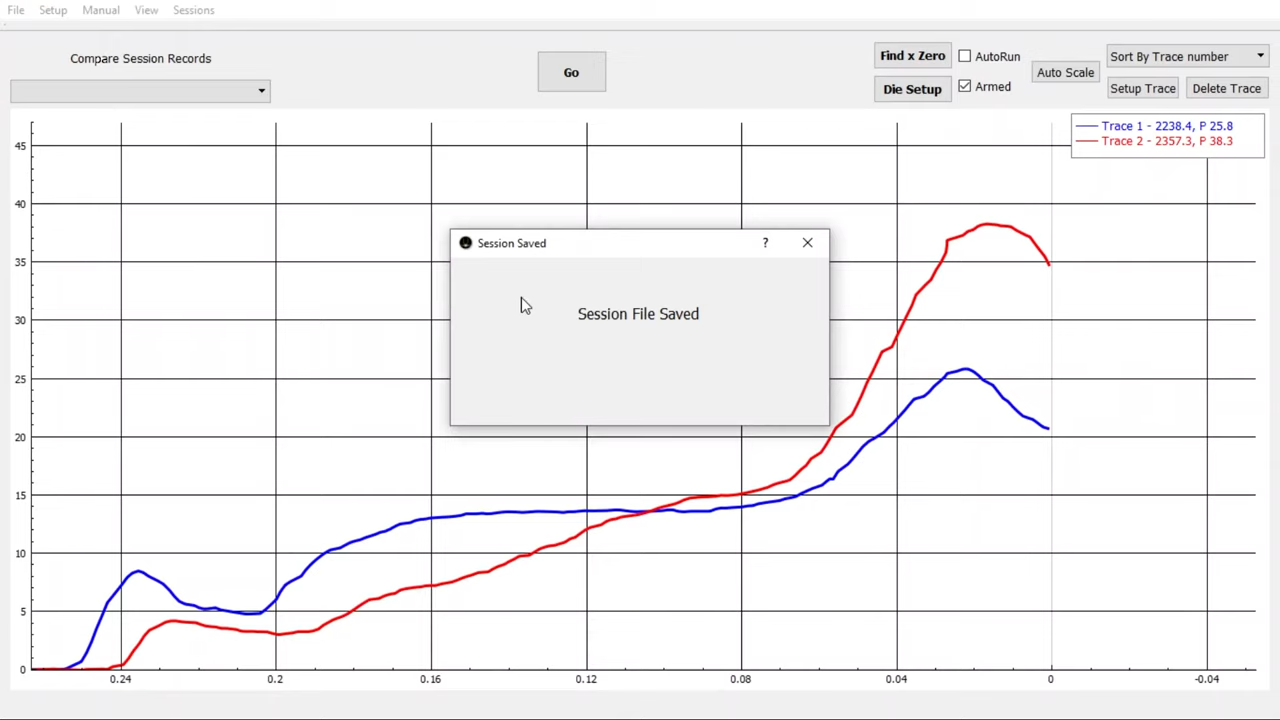 File Setup Manual View Sessions
Compare Session Records
Go
Find x Zero
AutoRun
Auto Scale
Sort By Trace number
Die Setup
Armed
Setup Trace
Delete Trace
Trace 1 - 2238.4, P 25.8
Trace 2 - 2357.3, P 38.3
Session Saved
?
Session File Saved
45
40
35
30
25
20
15
10
5
0
0.24 0.2 0.16 0.12 0.08 0.04 0 -0.04